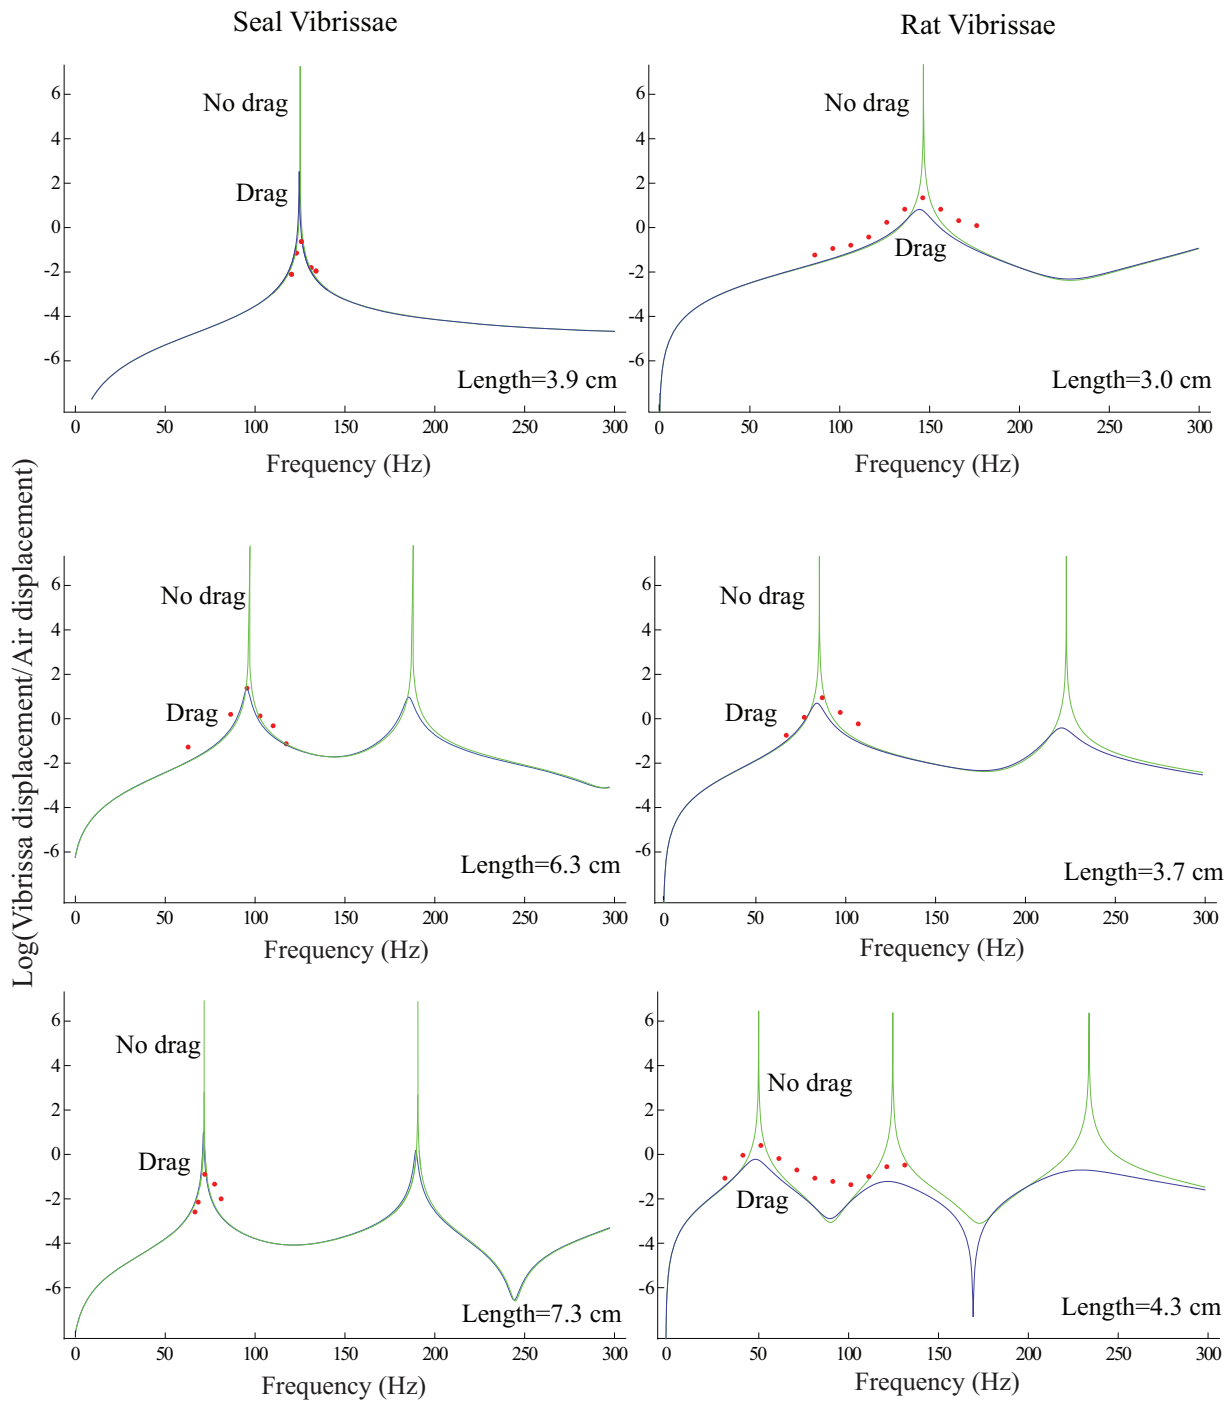 Seal Vibrissae
Rat Vibrissae
Log(Vibrissa displacement/Air displacement)
6
4
2
0
-2
-4
-6
No drag
Drag
Length=3.9 cm
0 50 100 150 200 250 300
Frequency (Hz)
6
4
2
0
-2
-4
-6
No drag
Drag
Length=3.0 cm
0 50 100 150 200 250 300
Frequency (Hz)
6
4
2
0
-2
-4
-6
No drag
Drag
Length=6.3 cm
0 50 100 150 200 250 300
Frequency (Hz)
6
4
2
0
-2
-4
-6
No drag
Drag
Length=3.7 cm
0 50 100 150 200 250 300
Frequency (Hz)
6
4
2
0
-2
-4
-6
No drag
Drag
Length=7.3 cm
0 50 100 150 200 250 300
Frequency (Hz)
6
4
2
0
-2
-4
-6
No drag
Drag
Length=4.3 cm
0 50 100 150 200 250 300
Frequency (Hz)